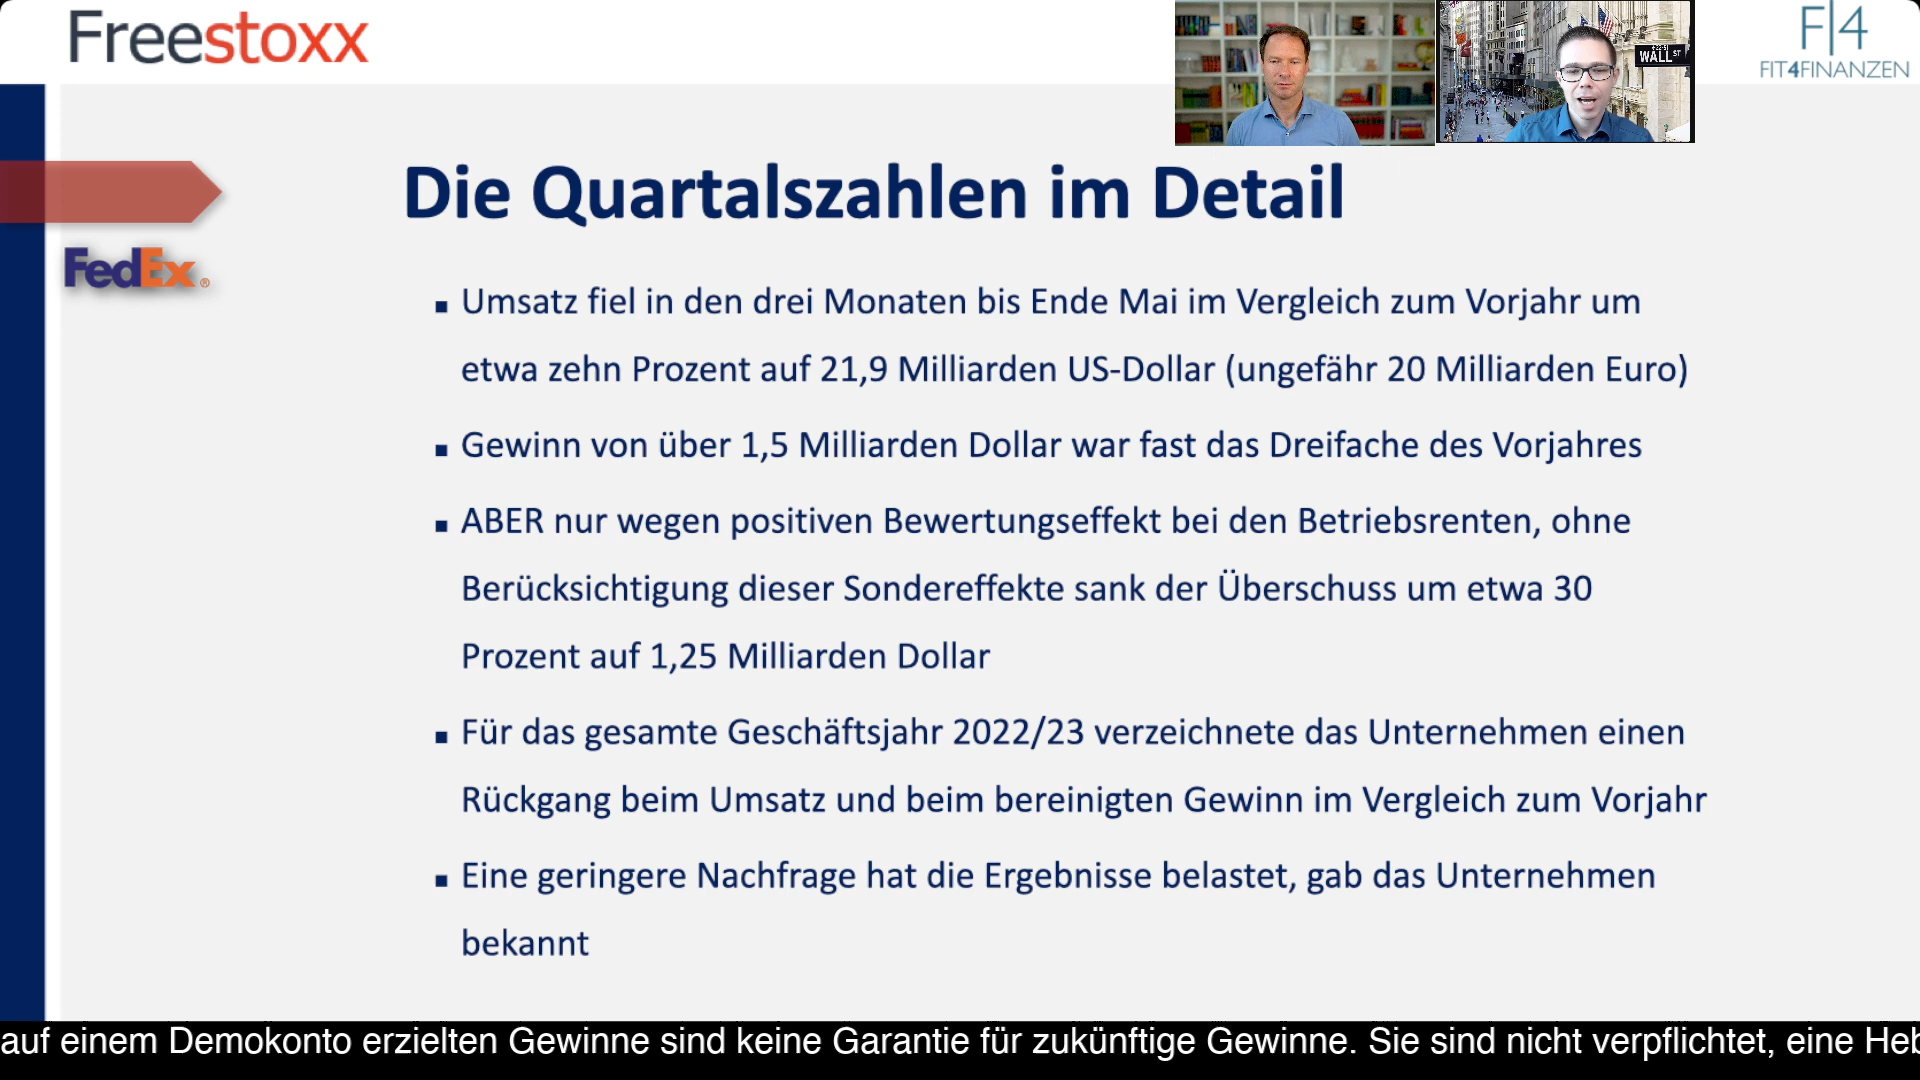 Freestoxx
WALL ST
F|4
FIT4FINANZEN
Die Quartalszahlen im Detail
FedEx®
▪ Umsatz fiel in den drei Monaten bis Ende Mai im Vergleich zum Vorjahr um
etwa zehn Prozent auf 21,9 Milliarden US-Dollar (ungefähr 20 Milliarden Euro)
▪ Gewinn von über 1,5 Milliarden Dollar war fast das Dreifache des Vorjahres
▪ ABER nur wegen positiven Bewertungseffekt bei den Betriebsrenten, ohne
Berücksichtigung dieser Sondereffekte sank der Überschuss um etwa 30
Prozent auf 1,25 Milliarden Dollar
▪ Für das gesamte Geschäftsjahr 2022/23 verzeichnete das Unternehmen einen
Rückgang beim Umsatz und beim bereinigten Gewinn im Vergleich zum Vorjahr
▪ Eine geringere Nachfrage hat die Ergebnisse belastet, gab das Unternehmen
bekannt
auf einem Demokonto erzielten Gewinne sind keine Garantie für zukünftige Gewinne. Sie sind nicht verpflichtet, eine Heb